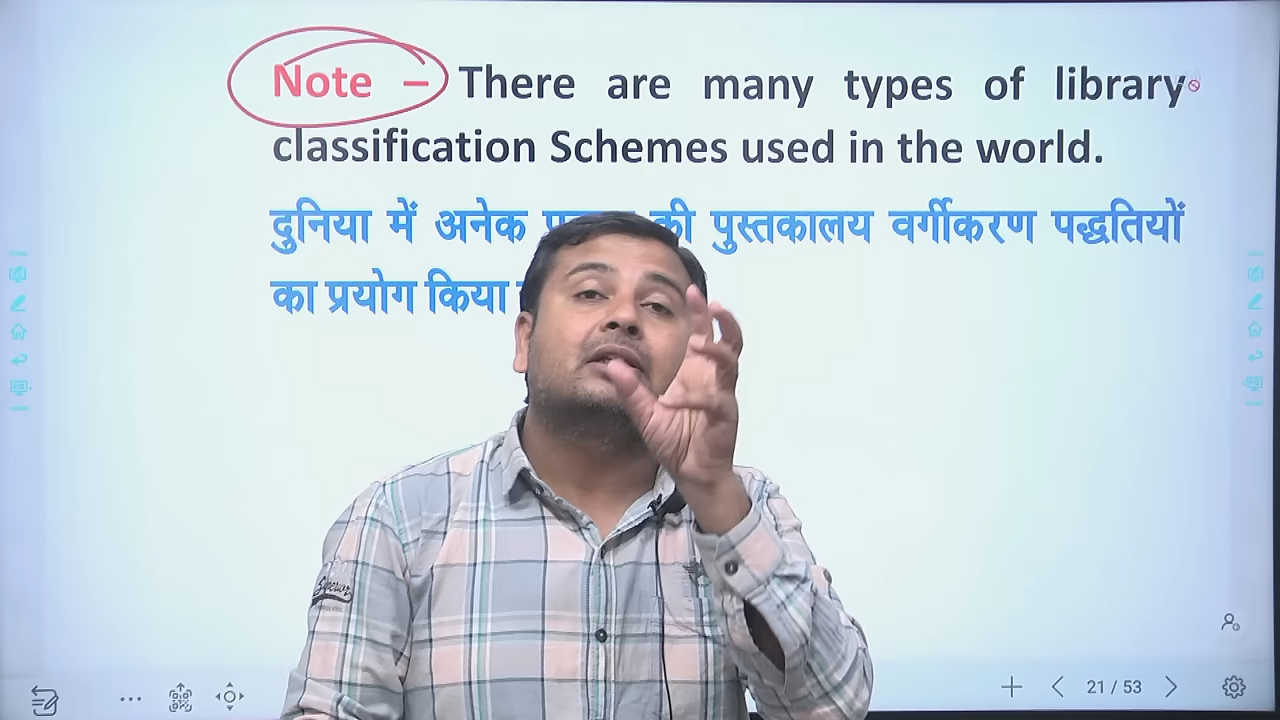 Note – There are many types of library
classification Schemes used in the world.
दुनिया में अनेक की पुस्तकालय वर्गीकरण पद्धतियों
का प्रयोग किया
21 / 53